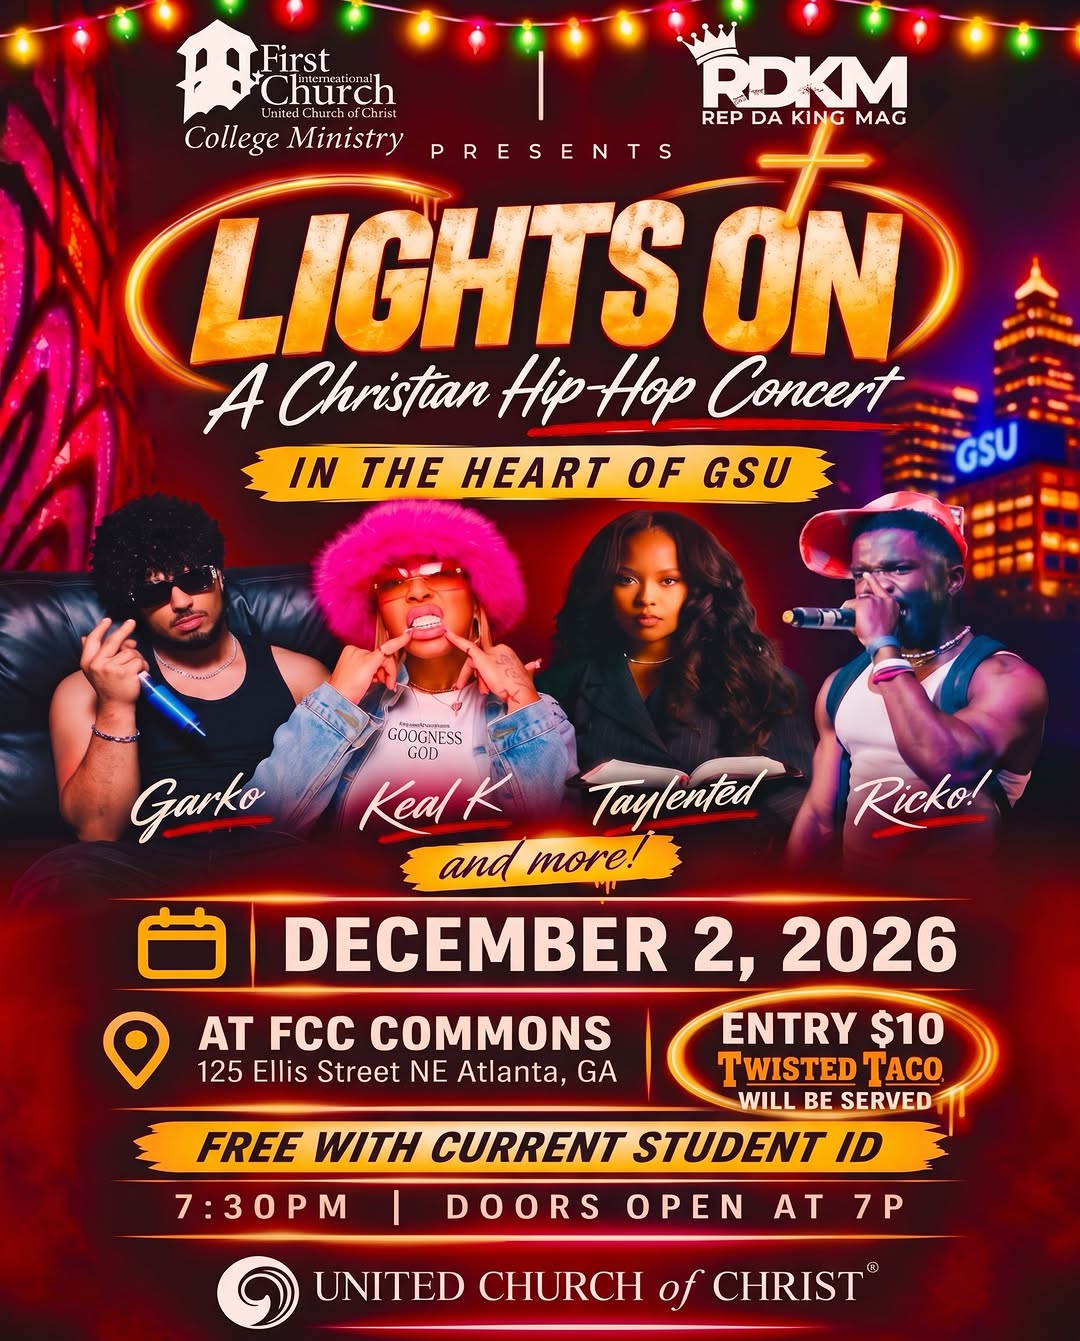 First
international
Church
United Church of Christ
College Ministry
RDKM
REP DA KING MAG
PRESENTS
LIGHTS ON
A Christian Hip-Hop Concert
IN THE HEART OF GSU
GSU
GOOGNESS
GOD
Garko
Keal K
Taylented
Ricko!
and more!
DECEMBER 2, 2026
AT FCC COMMONS
125 Ellis Street NE Atlanta, GA
ENTRY $10
TWISTED TACO
WILL BE SERVED
FREE WITH CURRENT STUDENT ID
7:30PM | DOORS OPEN AT 7P
UNITED CHURCH of CHRIST®